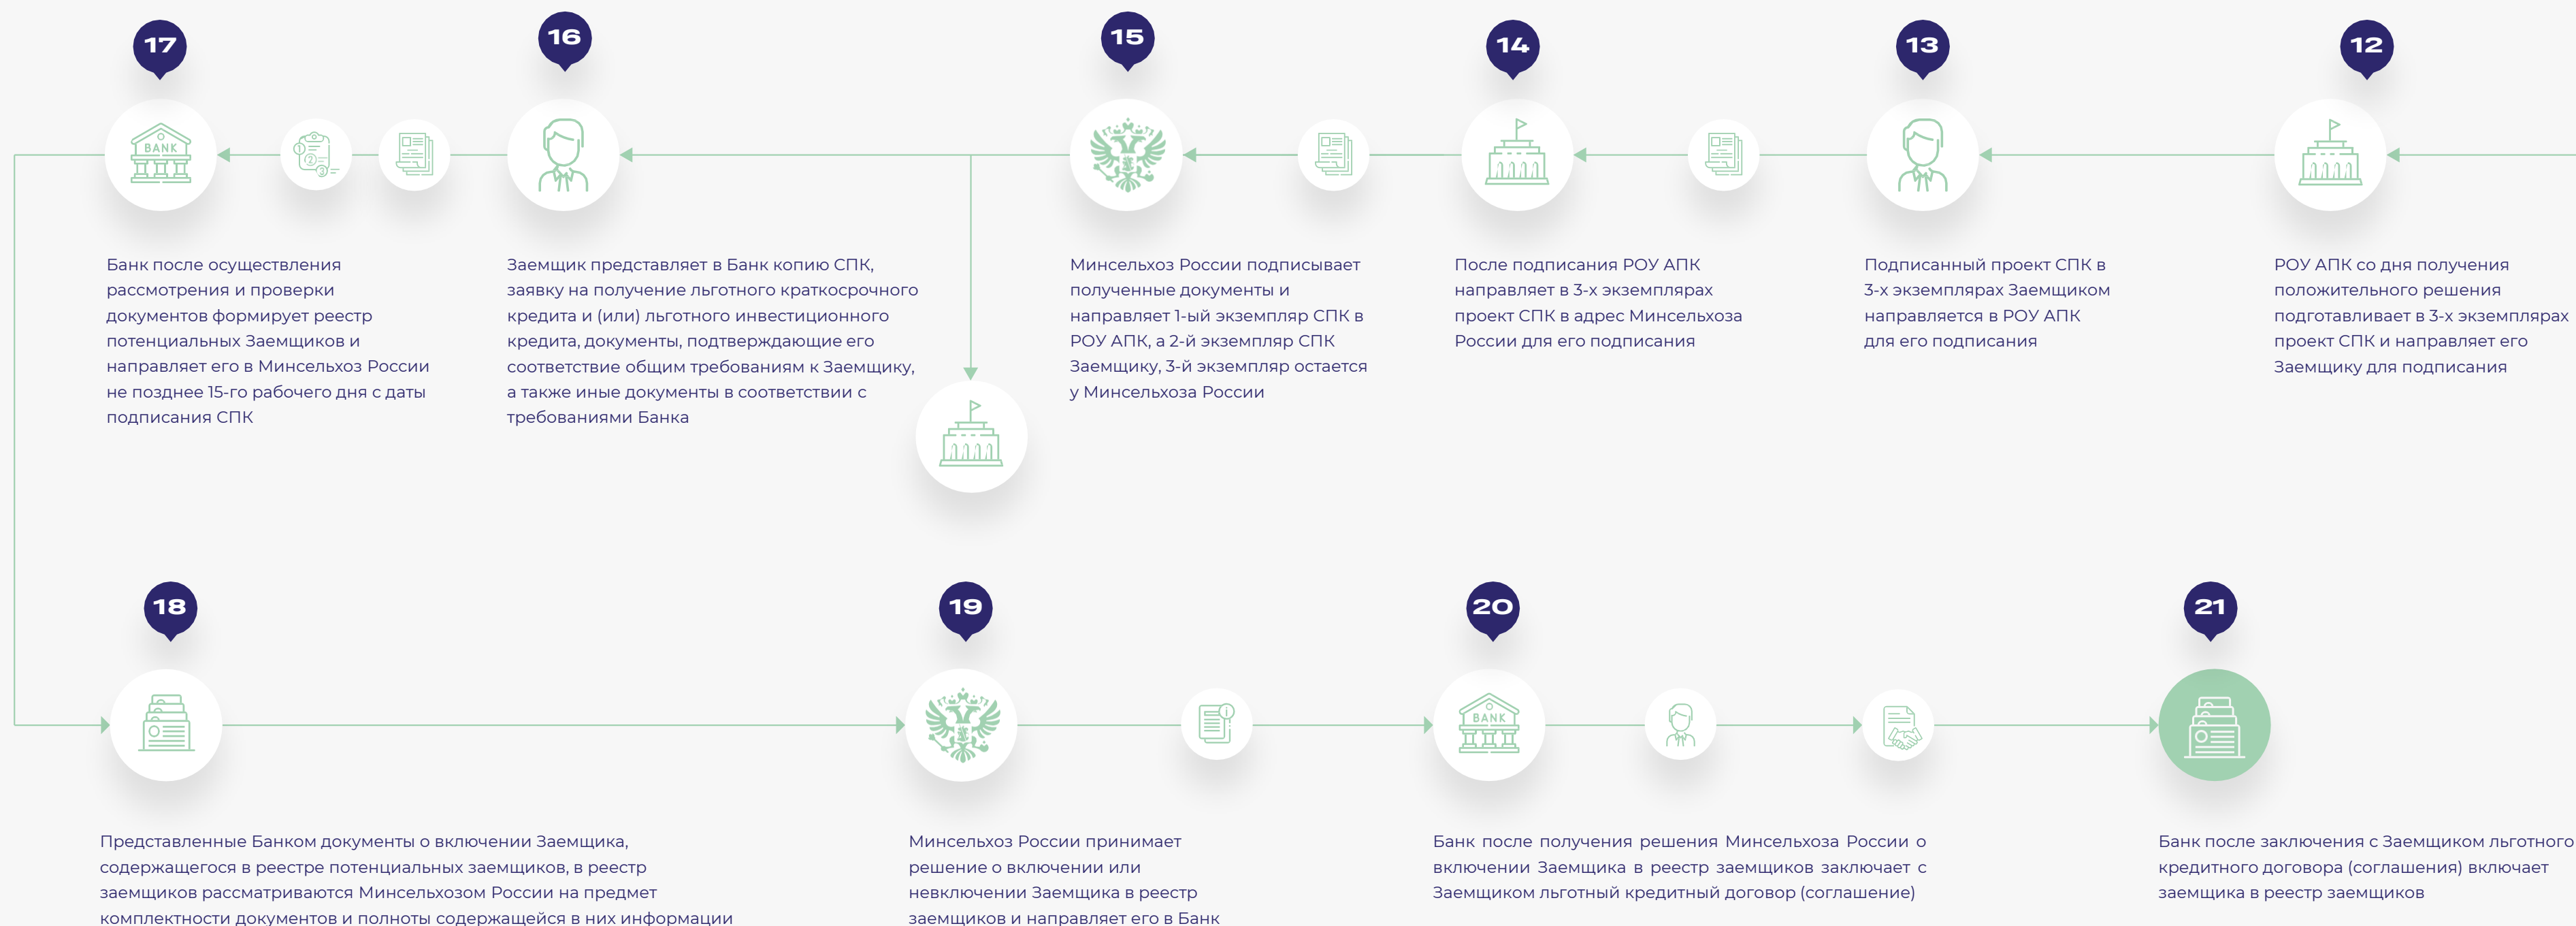 17
16
15
14
13
12
BANK
Банк после осуществления
рассмотрения и проверки
документов формирует реестр
потенциальных Заемщиков и
направляет его в Минсельхоз России
не позднее 15-го рабочего дня с даты
подписания СПК
Заемщик представляет в Банк копию СПК,
заявку на получение льготного краткосрочного
кредита и (или) льготного инвестиционного
кредита, документы, подтверждающие его
соответствие общим требованиям к Заемщику,
а также иные документы в соответствии с
требованиями Банка
Минсельхоз России подписывает
полученные документы и
направляет 1-ый экземпляр СПК в
РОУ АПК, а 2-й экземпляр СПК
Заемщику, 3-й экземпляр остается
у Минсельхоза России
После подписания РОУ АПК
направляет в 3-х экземплярах
проект СПК в адрес Минсельхоза
России для его подписания
Подписанный проект СПК в
3-х экземплярах Заемщиком
направляется в РОУ АПК
для его подписания
РОУ АПК со дня получения
положительного решения
подготавливает в 3-х экземплярах
проект СПК и направляет его
Заемщику для подписания
18
19
20
21
BANK
Представленные Банком документы о включении Заемщика,
содержащегося в реестре потенциальных заемщиков, в реестр
заемщиков рассматриваются Минсельхозом России на предмет
комплектности документов и полноты содержащейся в них информации
Минсельхоз России принимает
решение о включении или
невключении Заемщика в реестр
заемщиков и направляет его в Банк
Банк после получения решения Минсельхоза России о
включении Заемщика в реестр заемщиков заключает с
Заемщиком льготный кредитный договор (соглашение)
Банк после заключения с Заемщиком льготного
кредитного договора (соглашения) включает
заемщика в реестр заемщиков